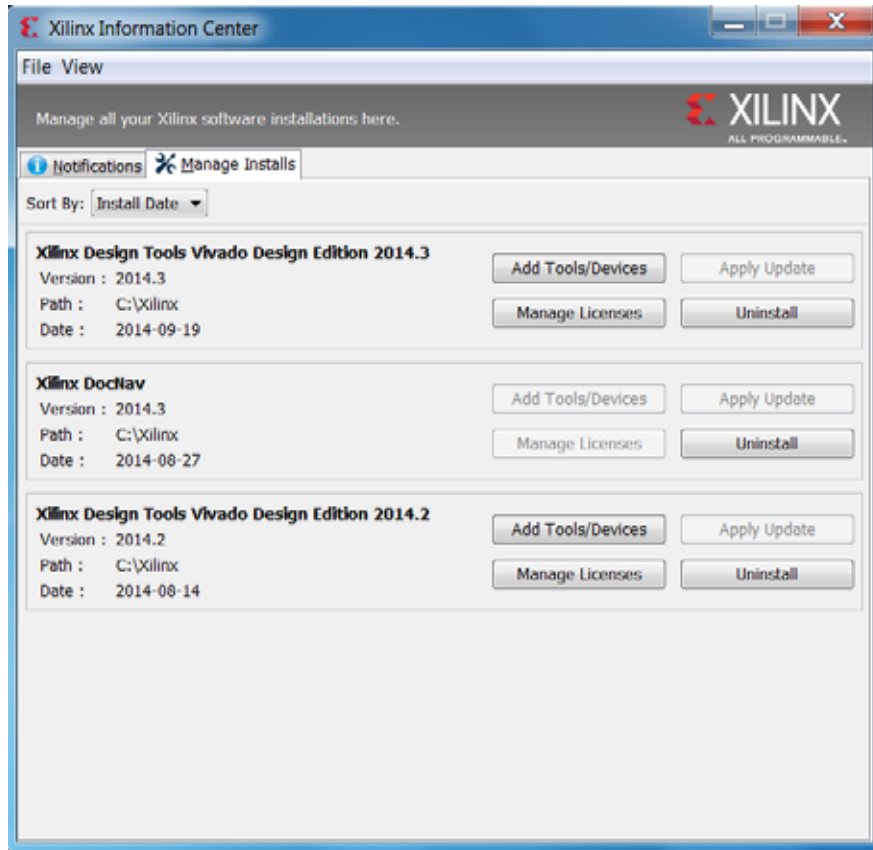 Xilinx Information Center
File View
Manage all your Xilinx software installations here.
XILINX
ALL PROGRAMMABLE.
Notifications Manage Installs
Sort By: Install Date
Xilinx Design Tools Vivado Design Edition 2014.3
Version : 2014.3
Path : C:\Xilinx
Date : 2014-09-19
Add Tools/Devices Apply Update
Manage Licenses Uninstall
Xilinx DocNav
Version : 2014.3
Path : C:\Xilinx
Date : 2014-08-27
Add Tools/Devices Apply Update
Manage Licenses Uninstall
Xilinx Design Tools Vivado Design Edition 2014.2
Version : 2014.2
Path : C:\Xilinx
Date : 2014-08-14
Add Tools/Devices Apply Update
Manage Licenses Uninstall